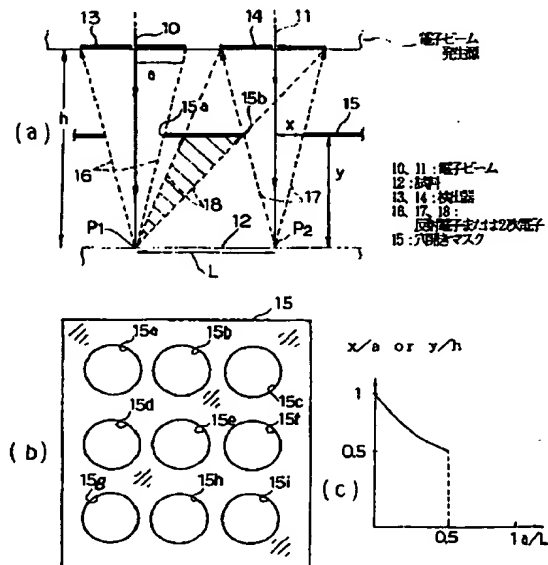 13
10
14
11
電子ビーム
発生源
a
(a)
h
15a
15b
15
x
y
16
18
17
P1
12
P2
L
10、11：電子ビーム
12：試料
13、14：検出器
16、17、18：
反射電子または2次電子
15：穴開きマスク
15
15a
15b
15c
15d
15e
15f
15g
15h
15i
(b)
x/a or y/h
1
0.5
0.5
1 a/L
(c)